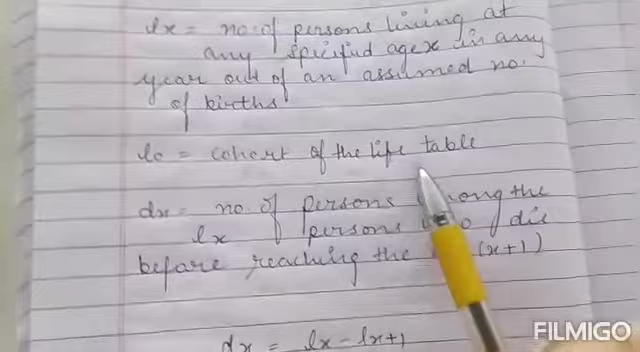 lx = no. of persons living at
any specified age x in any
year out of an assumed no.
of births
lo = cohort of the life table
dx = no. of persons among the
lx persons who die
before reaching the (x+1)
dx = lx - lx+1
FILMIGO